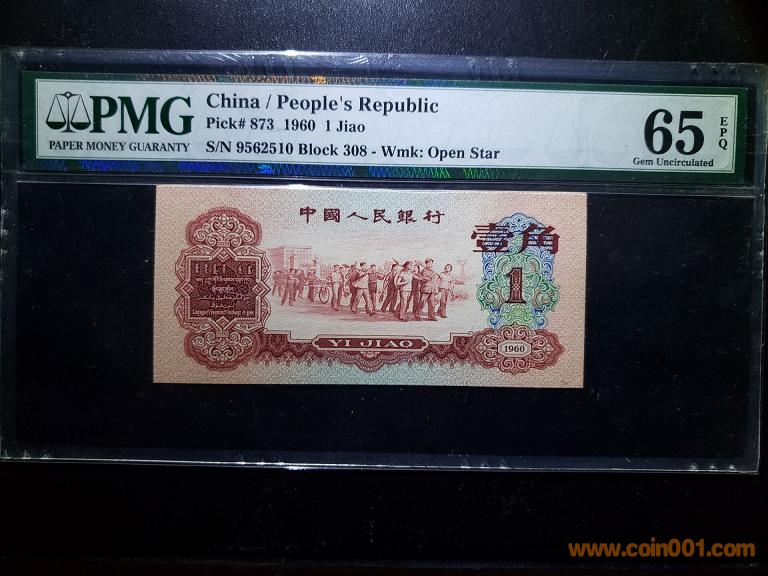 PMG
PAPER MONEY GUARANTY
China / People's Republic
Pick# 873 1960 1 Jiao
S/N 9562510 Block 308 - Wmk: Open Star
65
EPQ
Gem Uncirculated
中國人民銀行
壹角
1
YI JIAO
1960
www.coin001.com